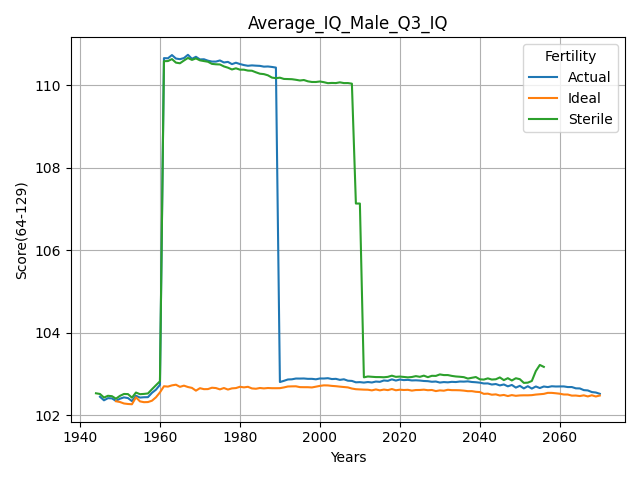 Average_IQ_Male_Q3_IQ
Fertility
Actual
Ideal
Sterile
Score(64-129)
110
108
106
104
102
1940
1960
1980
2000
2020
2040
2060
Years